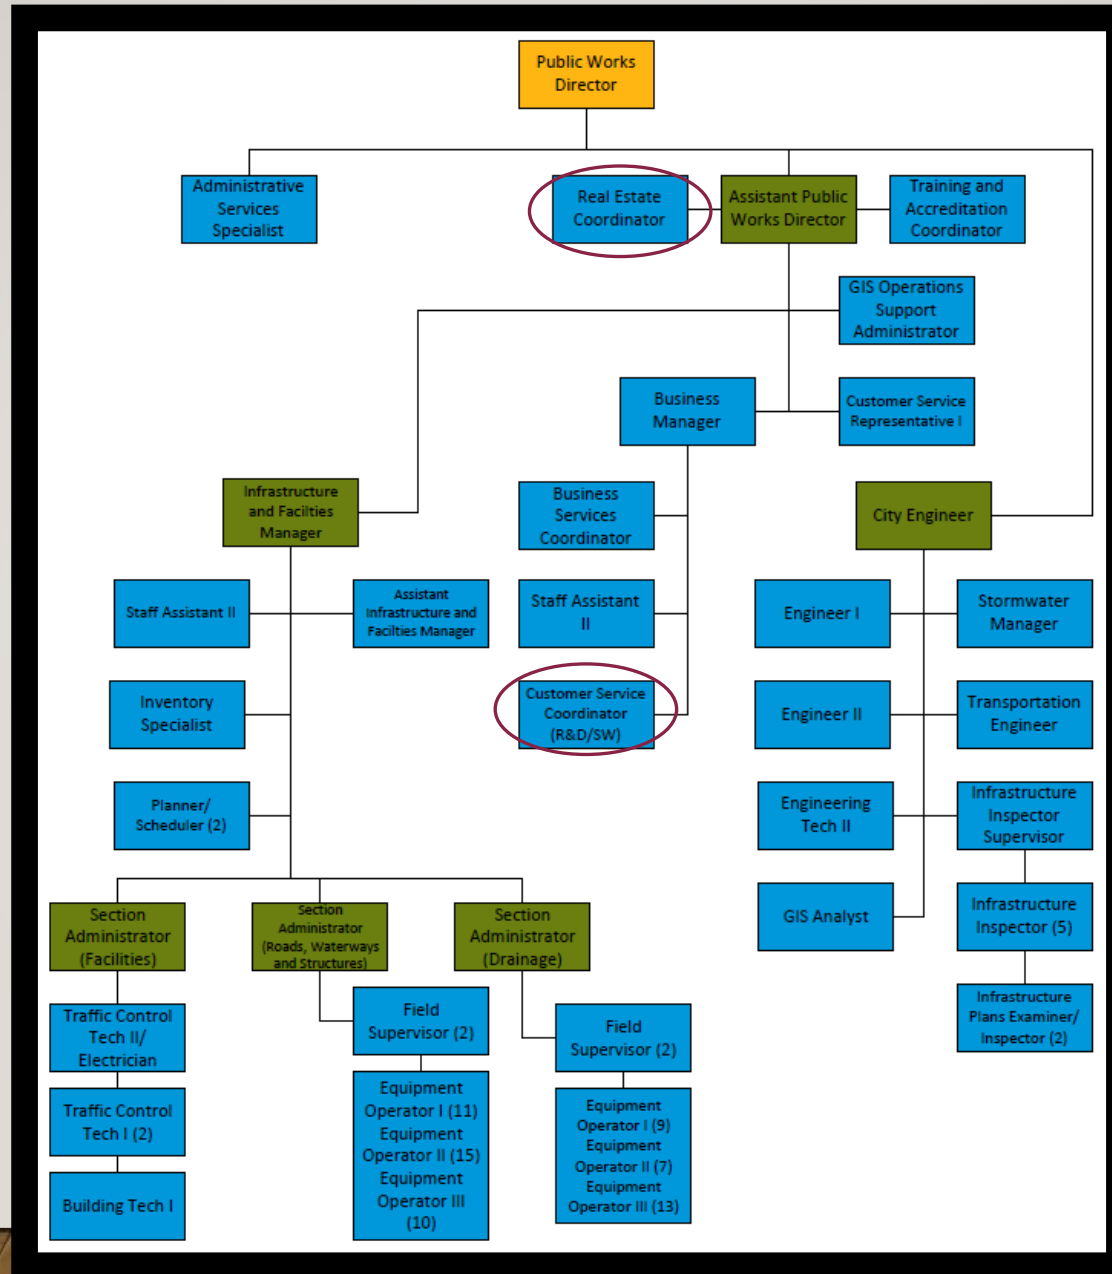 Public Works
Director
Administrative
Services
Specialist
Real Estate
Coordinator
Assistant Public
Works Director
Training and
Accreditation
Coordinator
GIS Operations
Support
Administrator
Business
Manager
Customer Service
Representative I
Infrastructure
and Facilties
Manager
Business
Services
Coordinator
City Engineer
Staff Assistant II
Assistant
Infrastructure and
Facilties Manager
Staff Assistant
II
Engineer I
Stormwater
Manager
Inventory
Specialist
Customer Service
Coordinator
(R&D/SW)
Engineer II
Transportation
Engineer
Planner/
Scheduler (2)
Engineering
Tech II
Infrastructure
Inspector
Supervisor
Section
Administrator
(Facilities)
Section
Administrator
(Roads, Waterways
and Structures)
Section
Administrator
(Drainage)
GIS Analyst
Infrastructure
Inspector (5)
Traffic Control
Tech II/
Electrician
Field
Supervisor (2)
Field
Supervisor (2)
Infrastructure
Plans Examiner/
Inspector (2)
Traffic Control
Tech I (2)
Equipment
Operator I (11)
Equipment
Operator II (15)
Equipment
Operator III
(10)
Equipment
Operator I (9)
Equipment
Operator II (7)
Equipment
Operator III (13)
Building Tech I